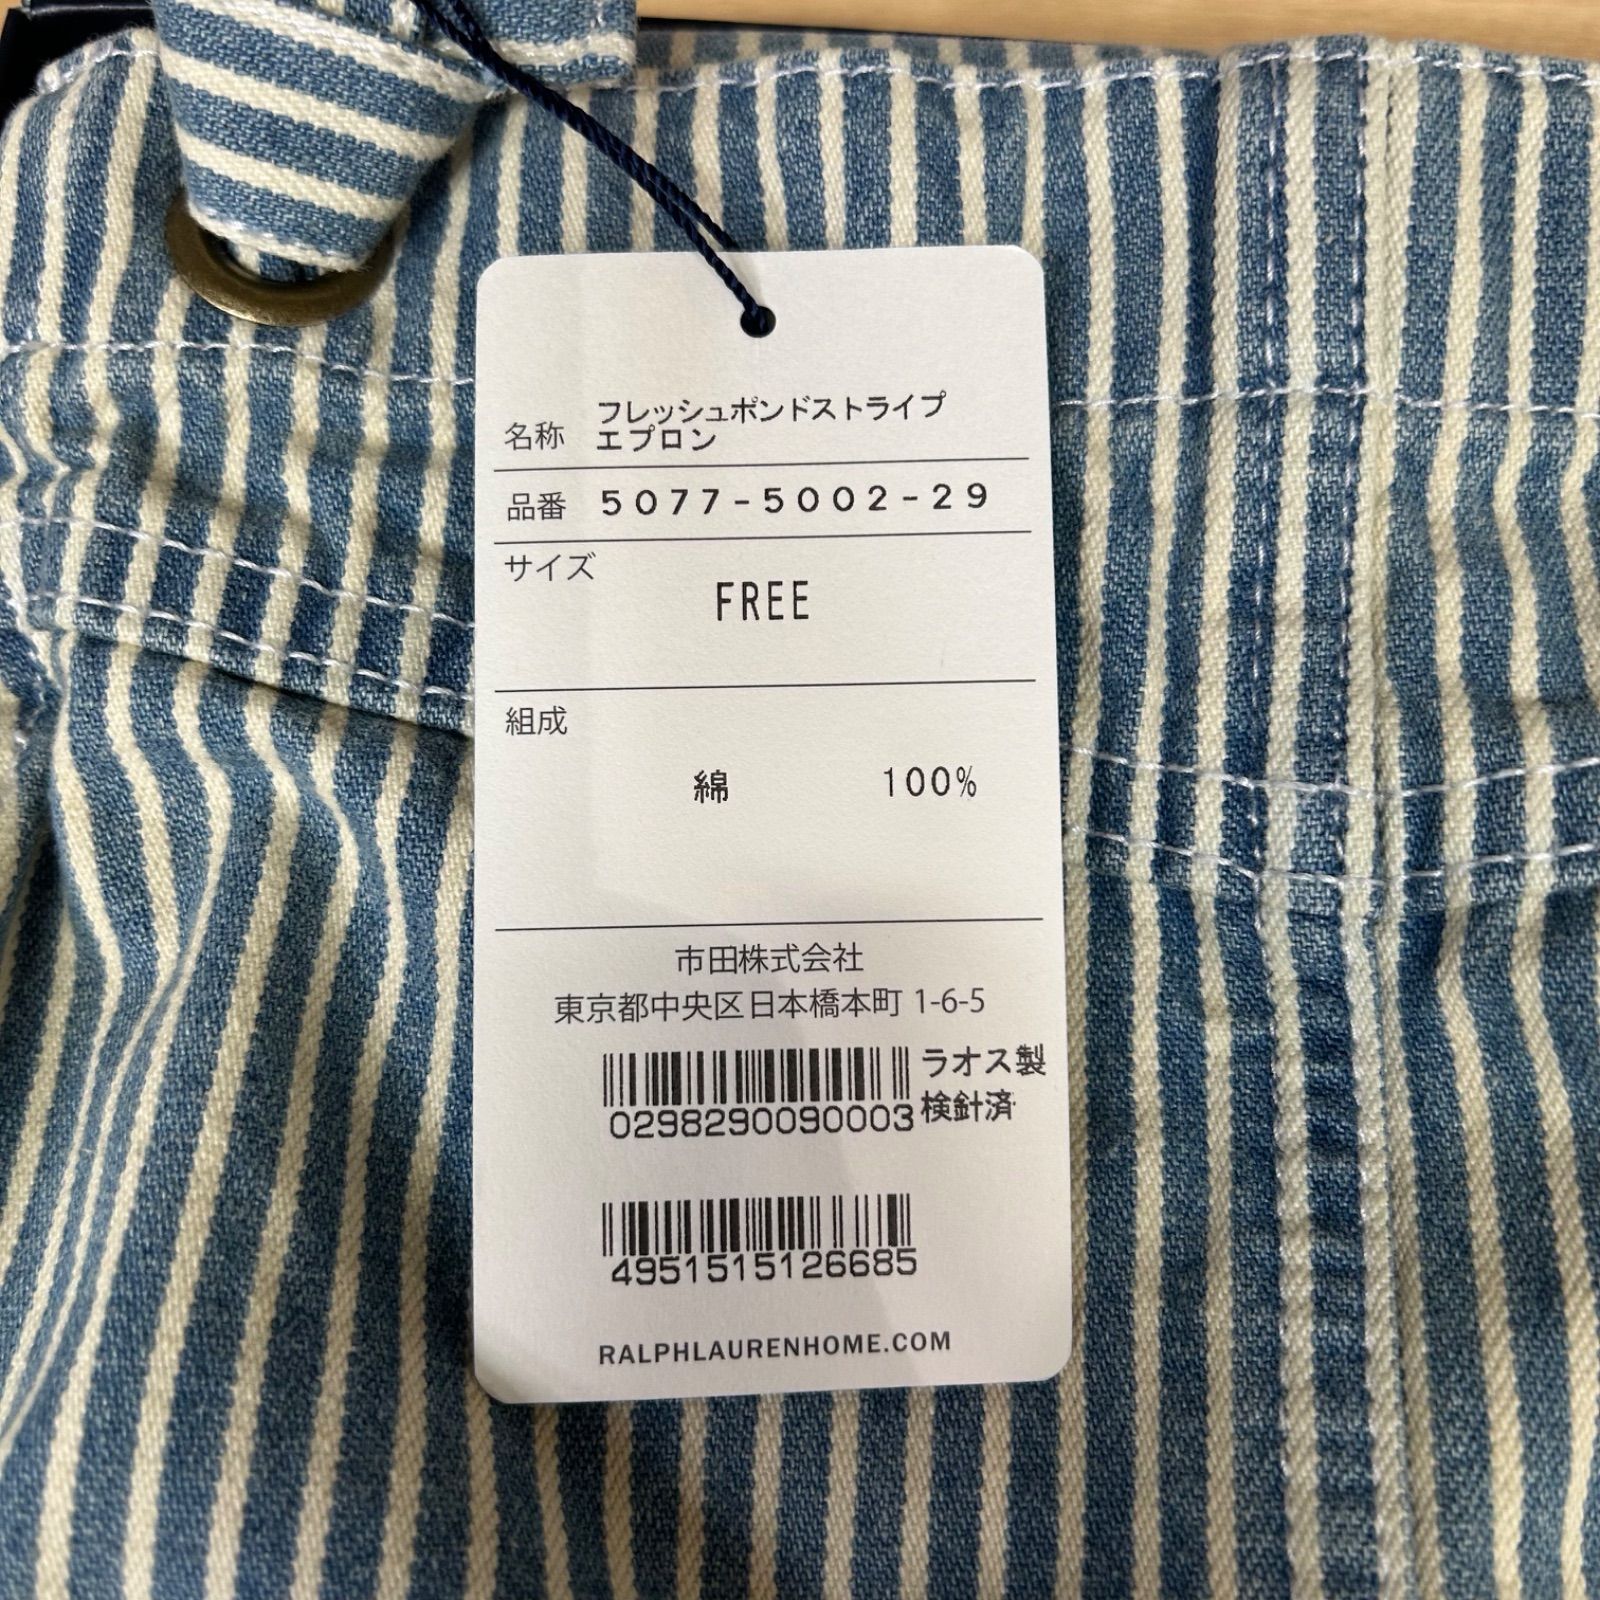 名称 フレッシュポンドストライプ
エプロン
品番 5077-5002-29
サイズ
FREE
組成
綿 100%
市田株式会社
東京都中央区日本橋本町 1-6-5
ラオス製
0298290090003 検針済
4951515126685
RALPHLAURENHOME.COM